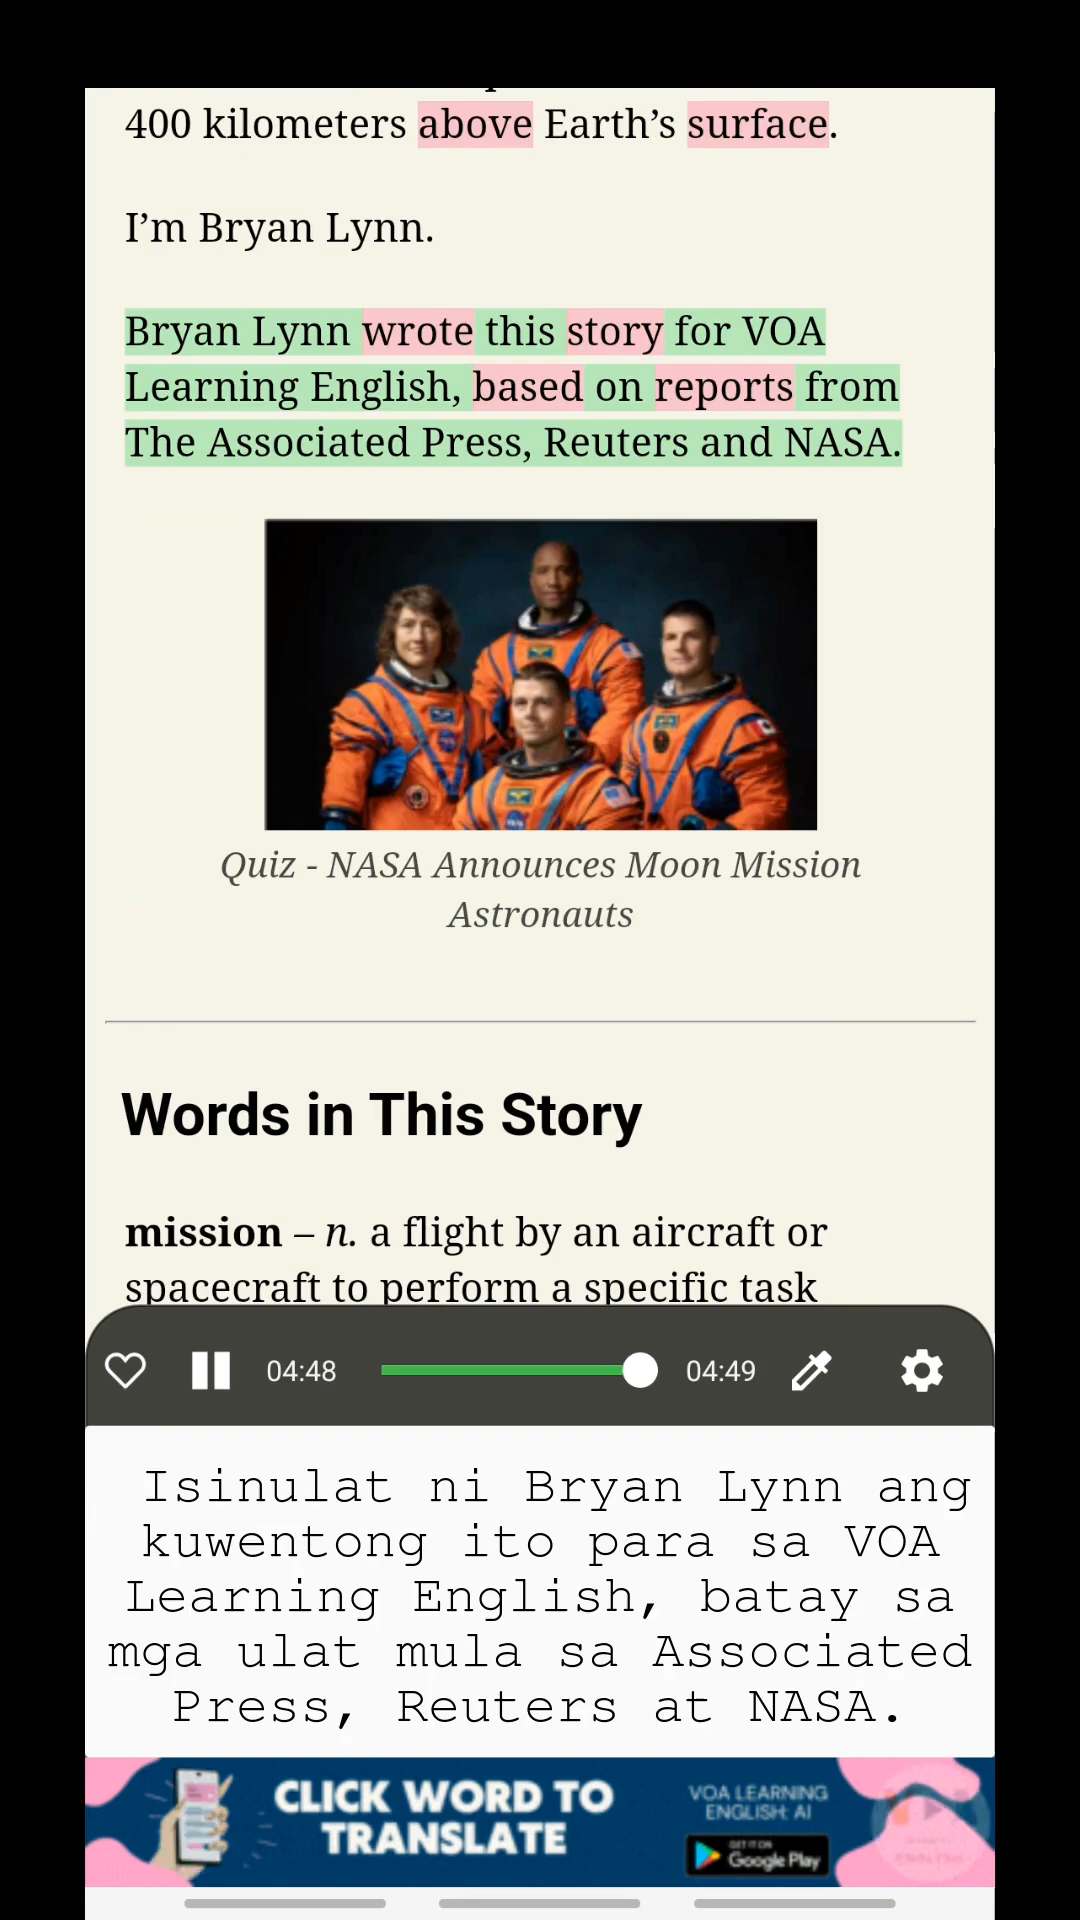 400 kilometers above Earth’s surface.
I’m Bryan Lynn.
Bryan Lynn wrote this story for VOA
Learning English, based on reports from
The Associated Press, Reuters and NASA.
Quiz - NASA Announces Moon Mission
Astronauts
Words in This Story
mission – n. a flight by an aircraft or
spacecraft to perform a specific task
04:48
04:49
Isinulat ni Bryan Lynn ang
kuwentong ito para sa VOA
Learning English, batay sa
mga ulat mula sa Associated
Press, Reuters at NASA.
CLICK WORD TO
TRANSLATE
VOA LEARNING
ENGLISH: AI
GET IT ON
Google Play